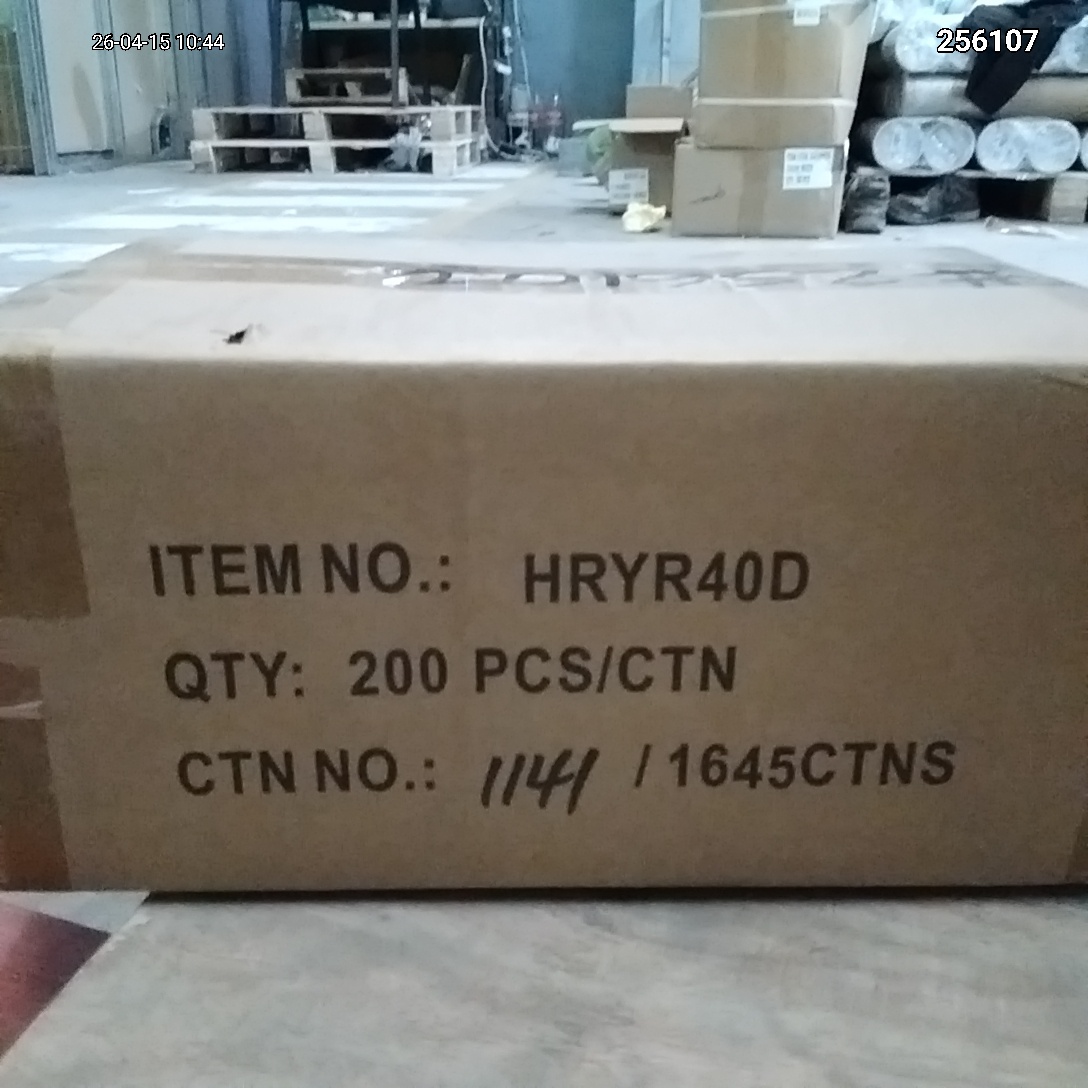 26-04-15 10:44
256107
ITEM NO.: HRYR40D
QTY: 200 PCS/CTN
CTN NO.: 1141 / 1645CTNS